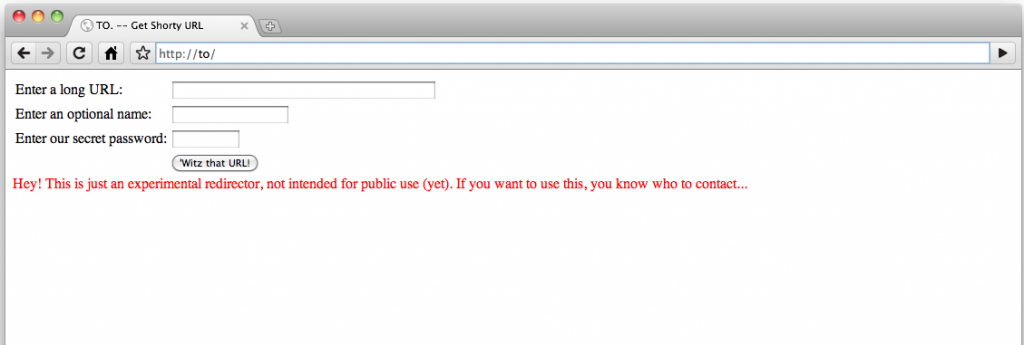 TO. -- Get Shorty URL
http://to/
Enter a long URL:
Enter an optional name:
Enter our secret password:
'Witz that URL!
Hey! This is just an experimental redirector, not intended for public use (yet). If you want to use this, you know who to contact...